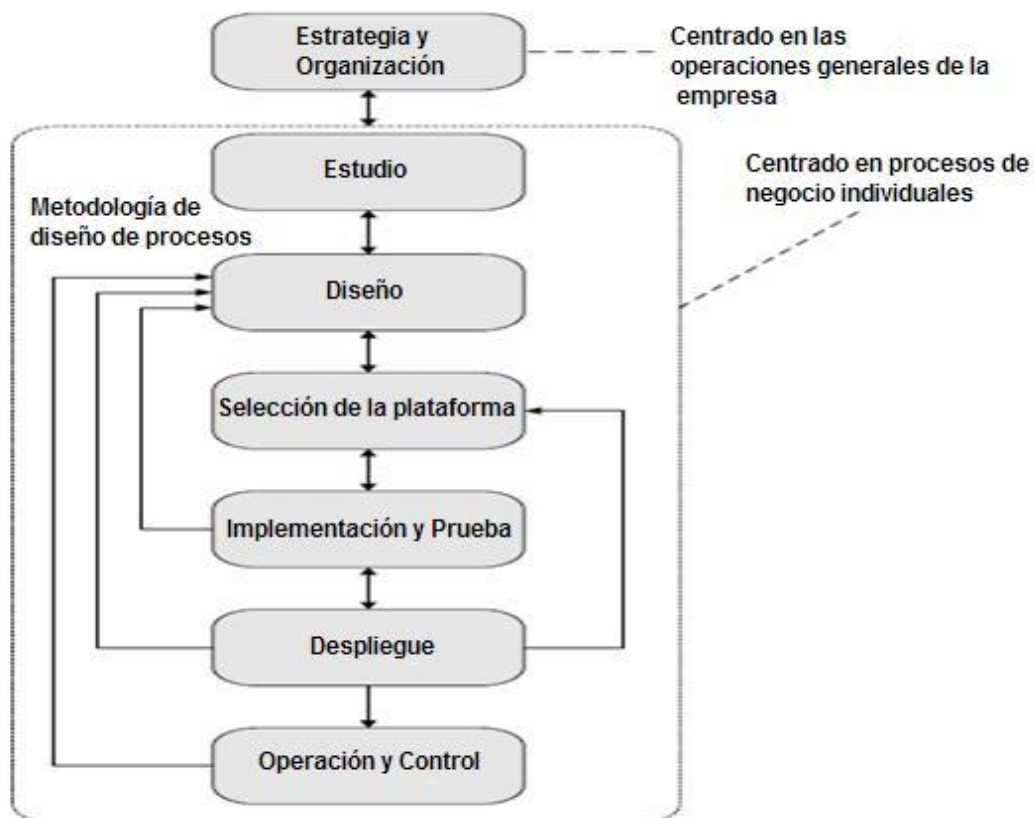 Estrategia y
Organización
Centrado en las
operaciones generales de la
empresa
Estudio
Centrado en procesos de
negocio individuales
Metodología de
diseño de procesos
Diseño
Selección de la plataforma
Implementación y Prueba
Despliegue
Operación y Control